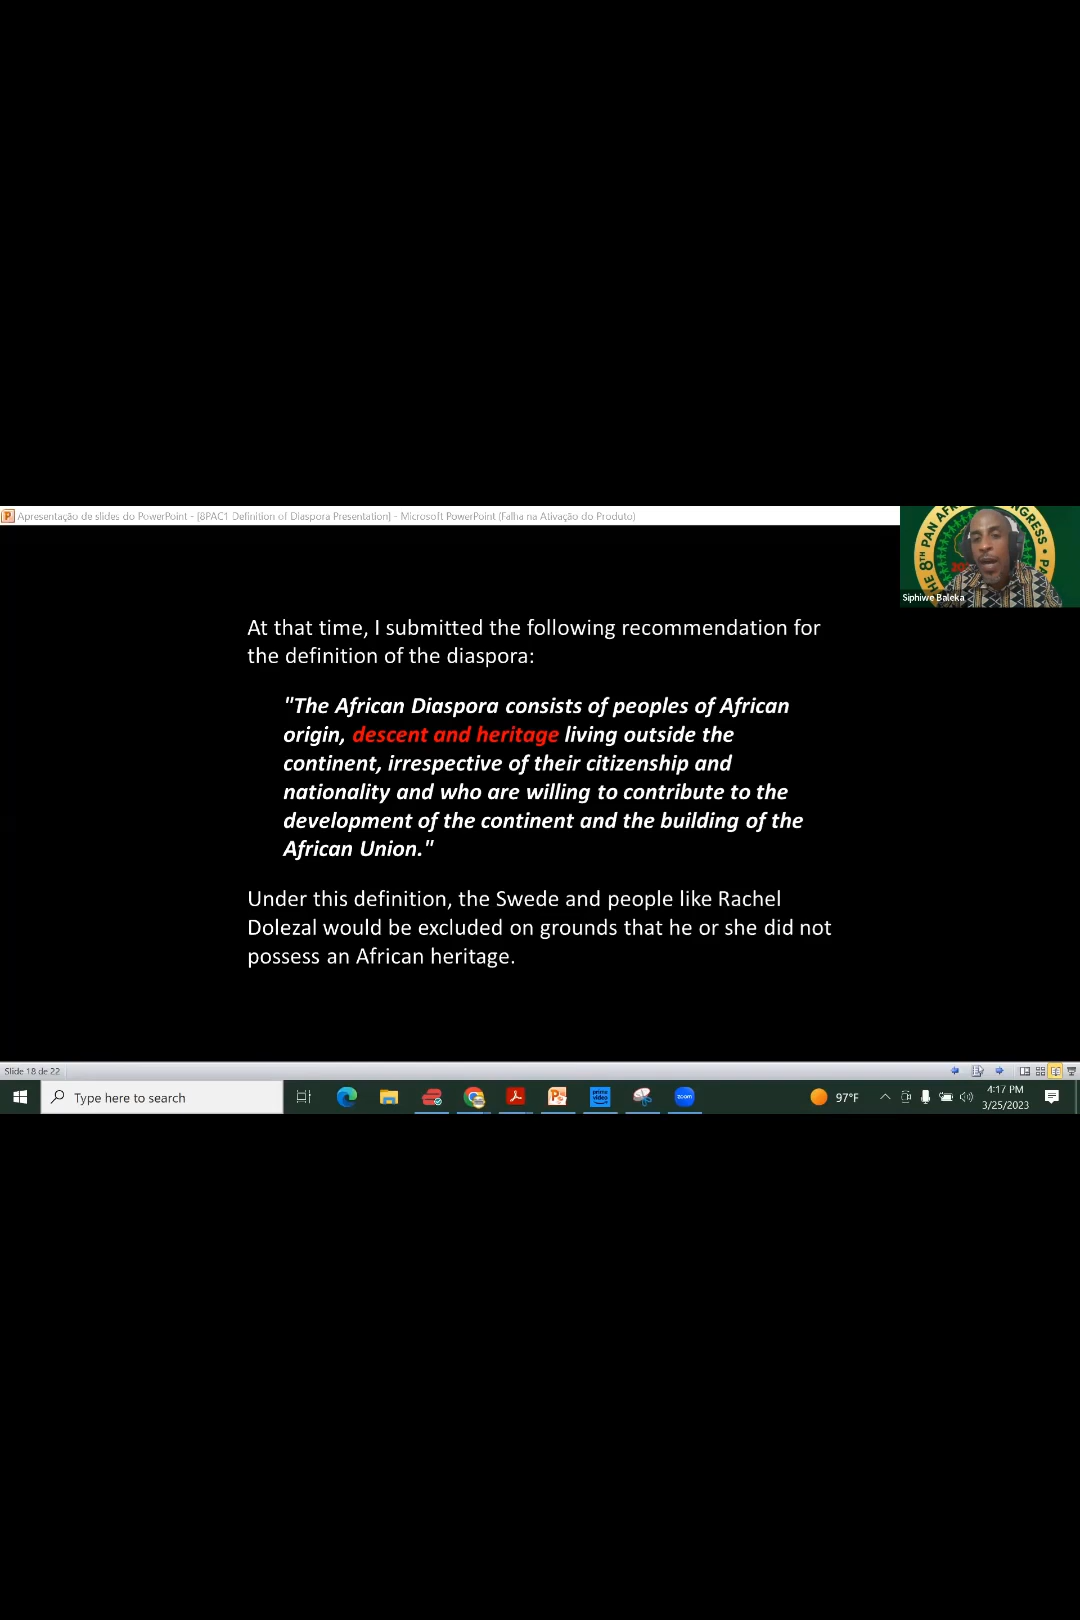 Apresentação de slides do PowerPoint - [8PAC1 Definition of Diaspora Presentation] - Microsoft PowerPoint (Falha na Ativação do Produto)
Siphiwe Baleka
At that time, I submitted the following recommendation for
the definition of the diaspora:
"The African Diaspora consists of peoples of African
origin, descent and heritage living outside the
continent, irrespective of their citizenship and
nationality and who are willing to contribute to the
development of the continent and the building of the
African Union."
Under this definition, the Swede and people like Rachel
Dolezal would be excluded on grounds that he or she did not
possess an African heritage.
Slide 18 de 22
Type here to search
prime video
zoom
97°F
4:17 PM
3/25/2023